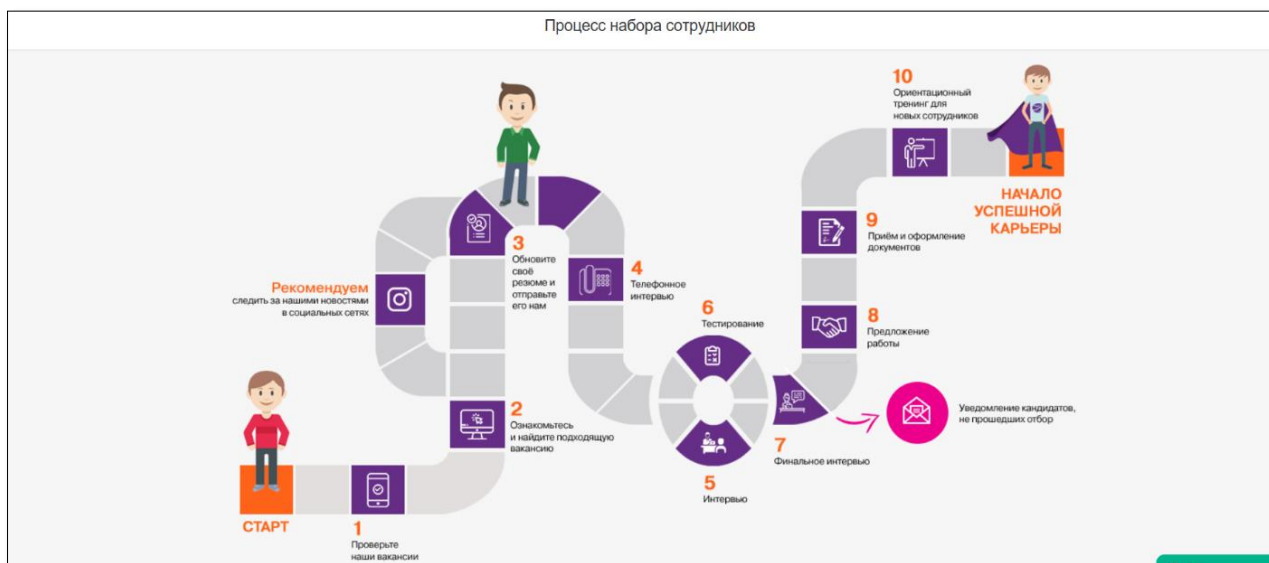 Процесс набора сотрудников
СТАРТ
1
Проверьте
наши вакансии
2
Ознакомьтесь
и найдите подходящую
вакансию
Рекомендуем
следить за нашими новостями
в социальных сетях
3
Обновите
своё
резюме и
отправьте
его нам
4
Телефонное
интервью
5
Интервью
6
Тестирование
7
Финальное интервью
Уведомление кандидатов,
не прошедших отбор
8
Предложение
работы
9
Приём и оформление
документов
10
Ориентационный
тренинг для
новых сотрудников
НАЧАЛО
УСПЕШНОЙ
КАРЬЕРЫ